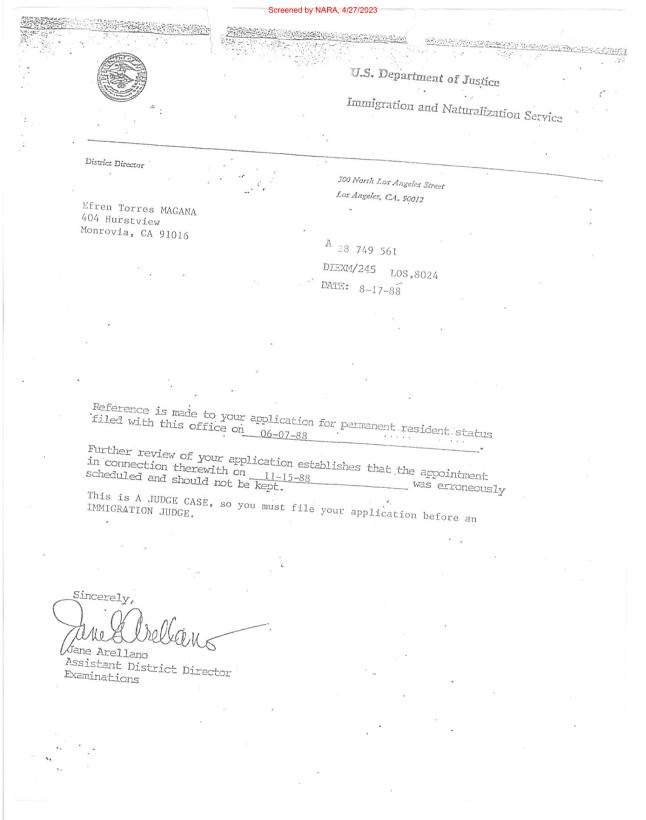 Screened by NARA, 4/27/2023
U.S. Department of Justice
Immigration and Naturalization Service
District Director
300 North Los Angeles Street
Los Angeles, CA. 90012
Efren Torres MAGANA
404 Hurstview
Monrovia, CA 91016
A 28 749 561
DIEXM/245 LOS,8024
DATE: 8-17-88
Reference is made to your application for permanent resident status
filed with this office on 06-07-88.
Further review of your application establishes that the appointment
in connection therewith on 11-15-88 was erroneously
scheduled and should not be kept.
This is A JUDGE CASE, so you must file your application before an
IMMIGRATION JUDGE.
Sincerely,
Jane Arellano
Jane Arellano
Assistant District Director
Examinations